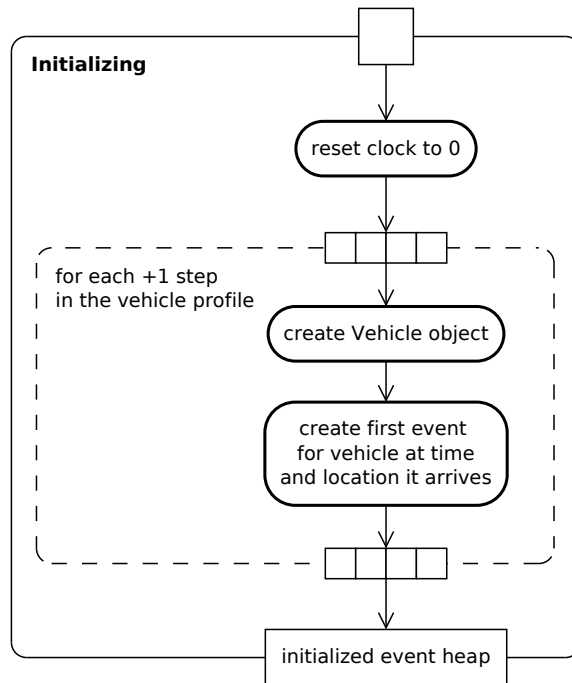 Initializing
reset clock to 0
for each +1 step
in the vehicle profile
create Vehicle object
create first event
for vehicle at time
and location it arrives
initialized event heap